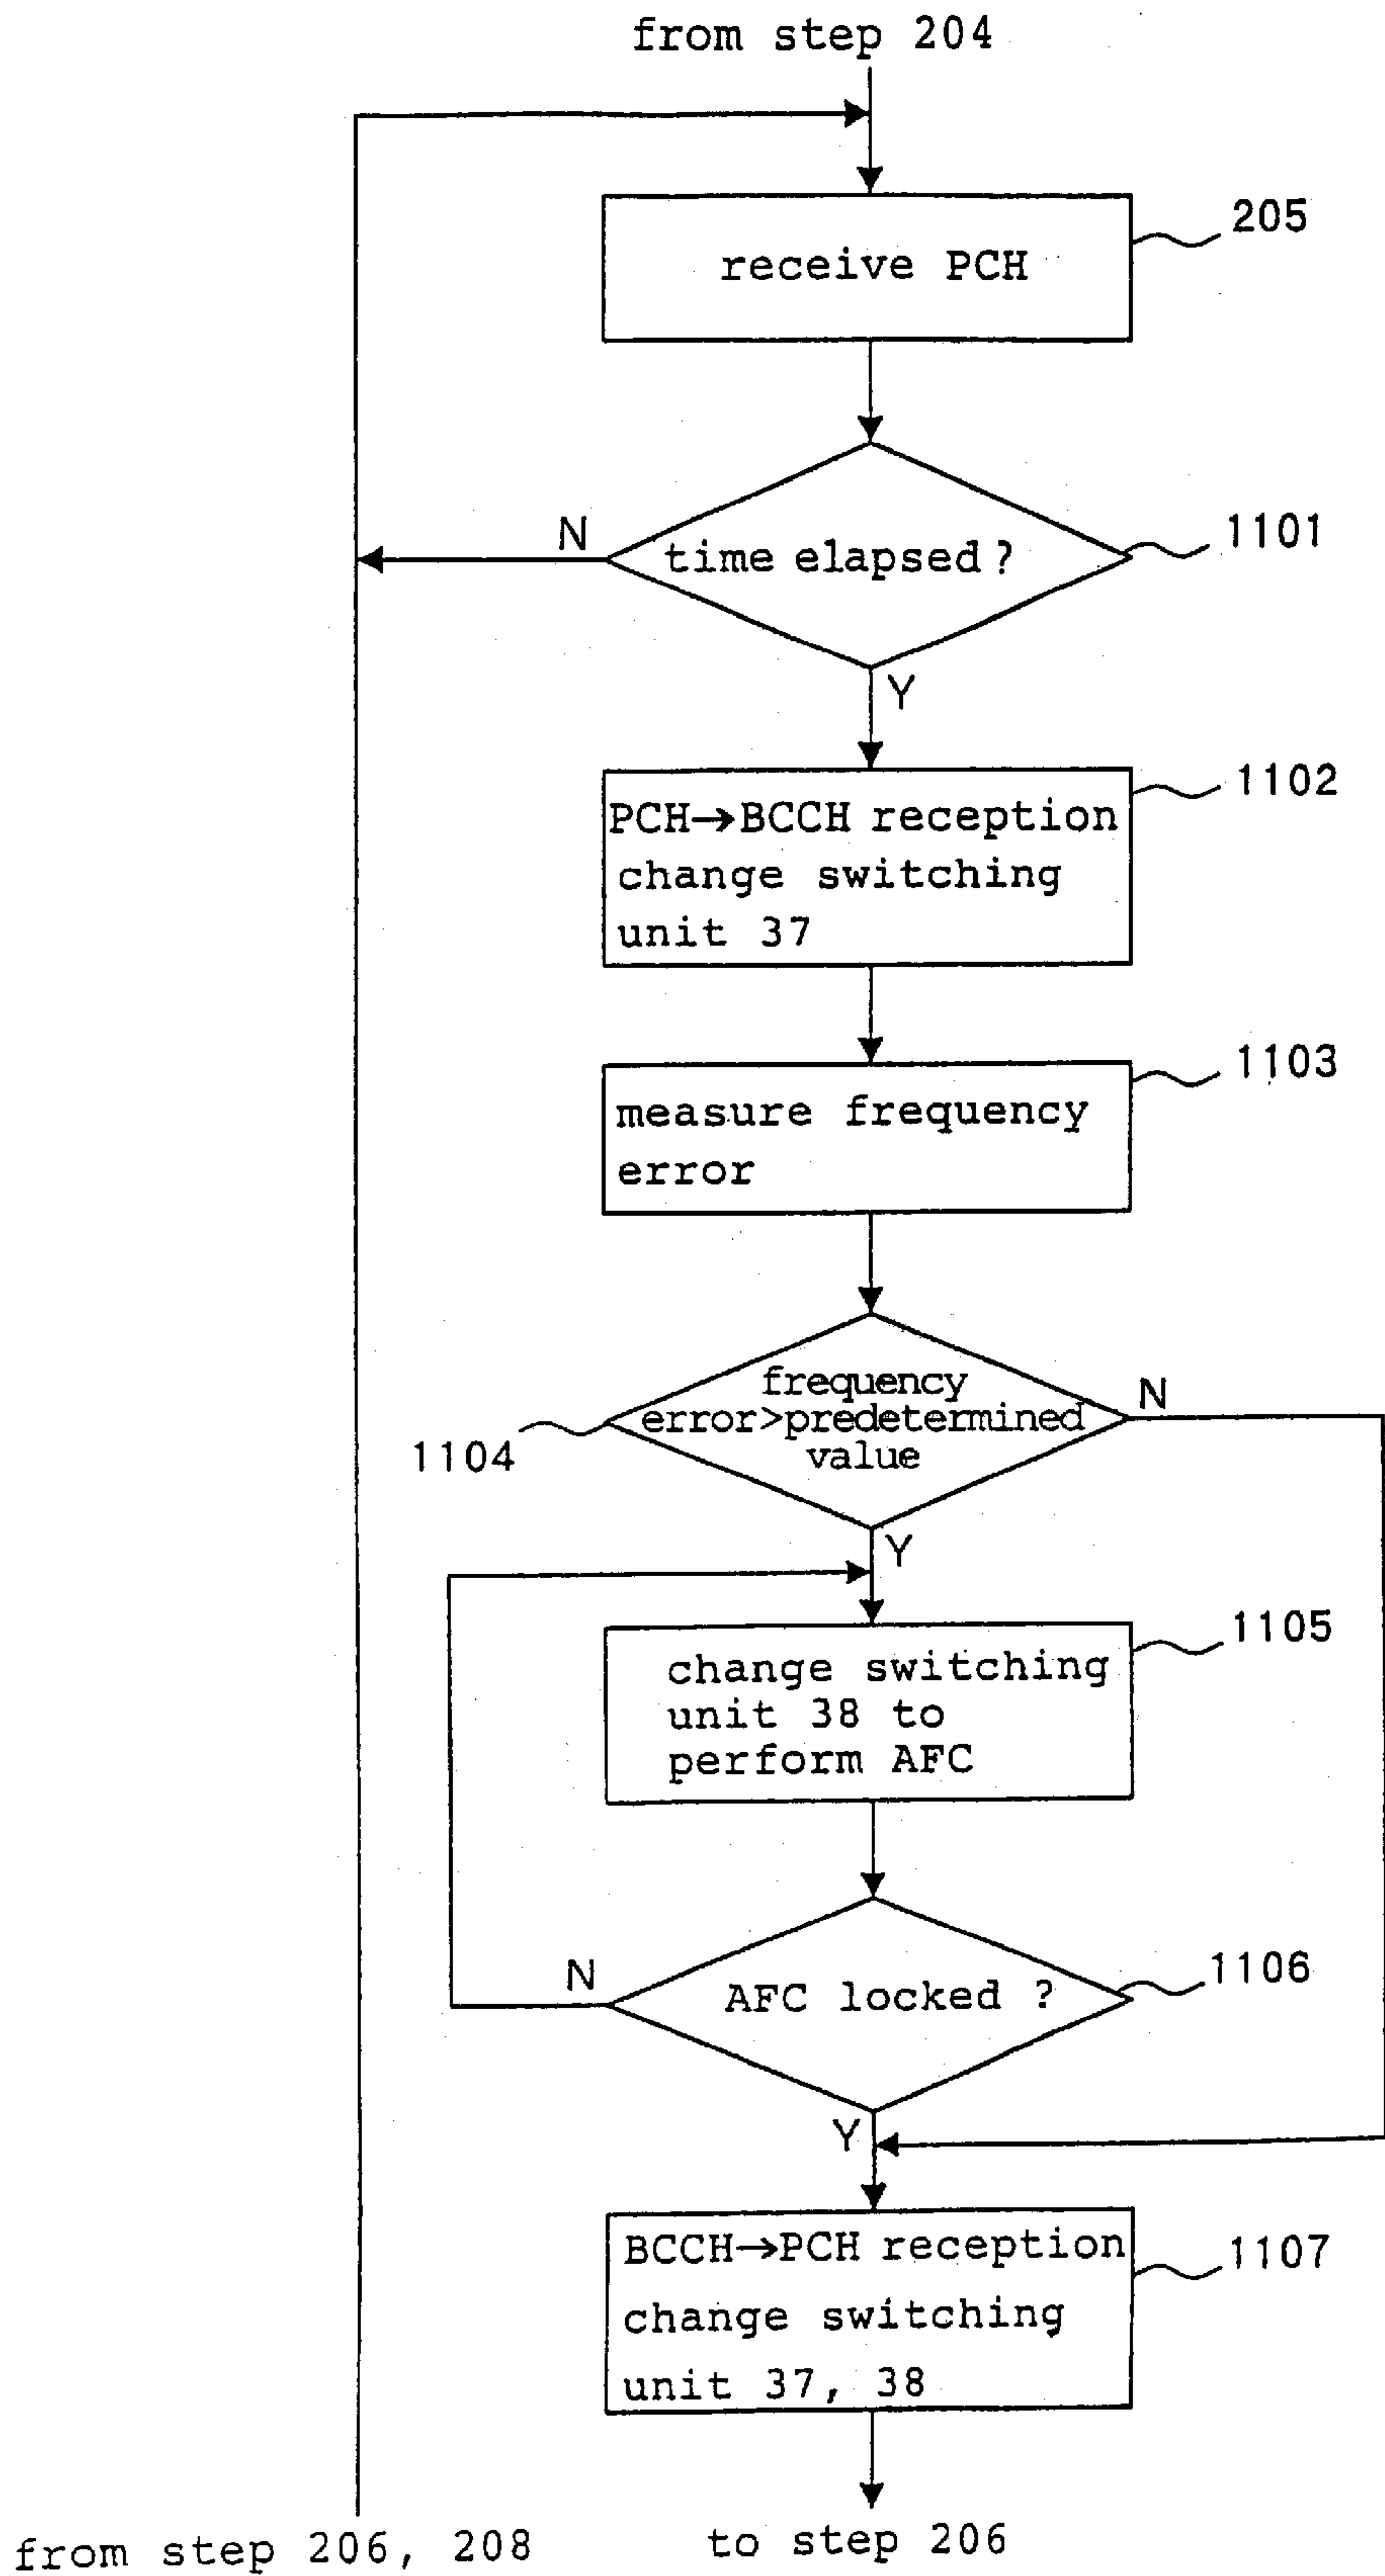 from step 204
205
receive PCH
N
time elapsed ?
1101
Y
1102
PCH→BCCH reception
change switching
unit 37
1103
measure frequency
error
frequency
error>predetermined
value
N
1104
Y
1105
change switching
unit 38 to
perform AFC
N
AFC locked ?
1106
Y
BCCH→PCH reception
1107
change switching
unit 37, 38
from step 206, 208
to step 206